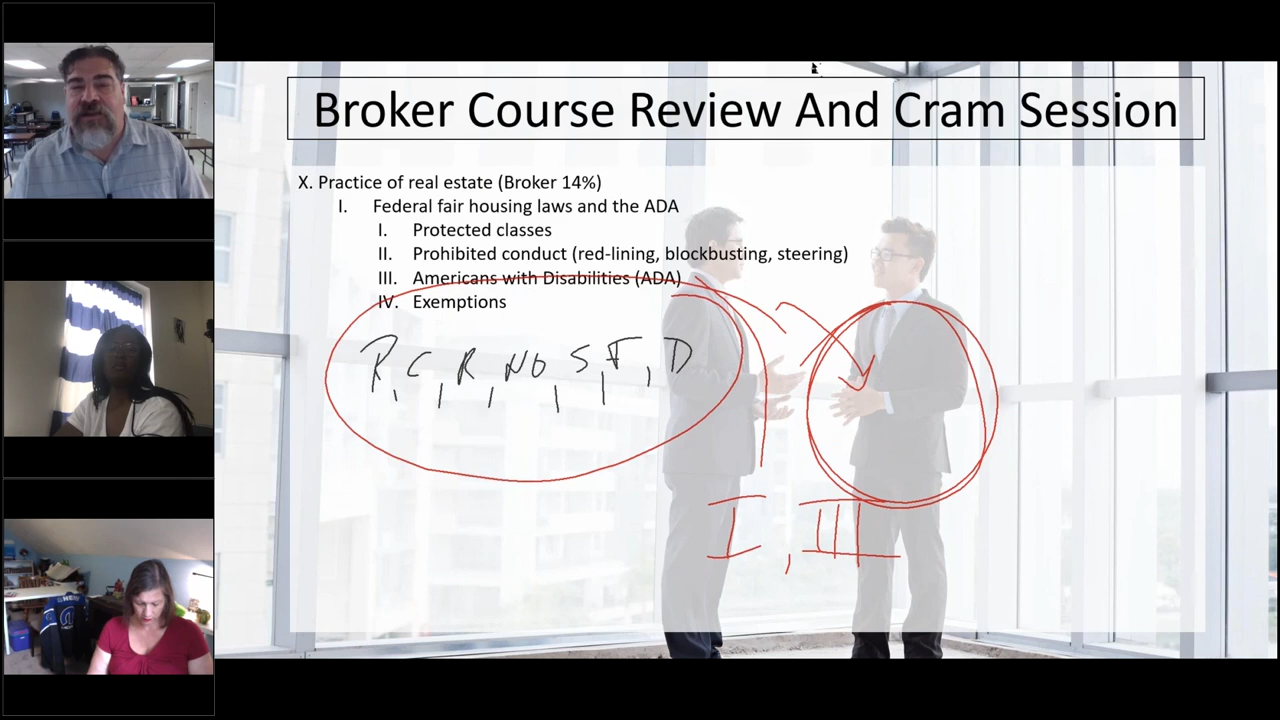 Broker Course Review And Cram Session
X. Practice of real estate (Broker 14%)
I. Federal fair housing laws and the ADA
I. Protected classes
II. Prohibited conduct (red-lining, blockbusting, steering)
III. Americans with Disabilities (ADA)
IV. Exemptions
R, C, R, NO, S, F, D
I, III